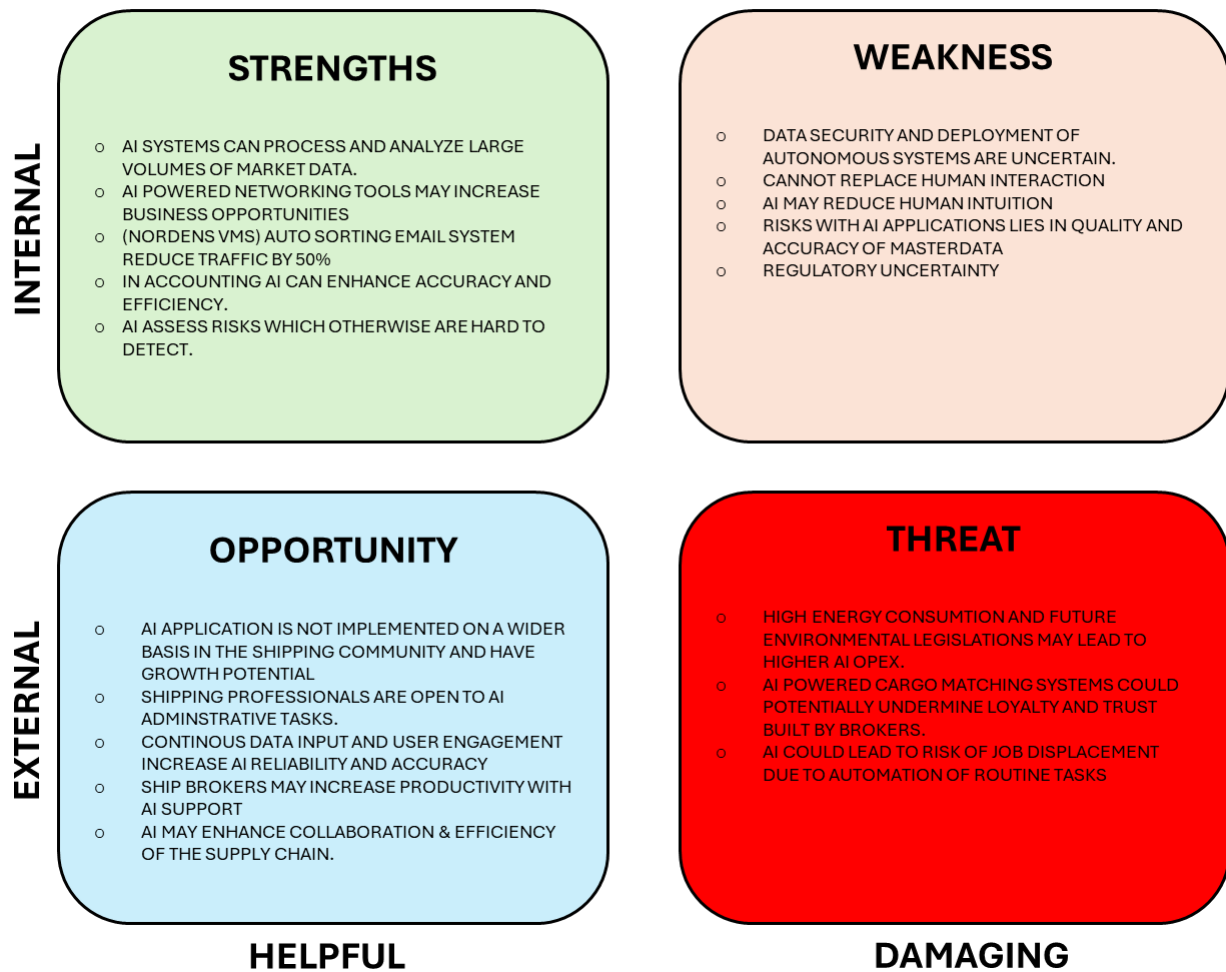 INTERNAL
STRENGTHS
o AI SYSTEMS CAN PROCESS AND ANALYZE LARGE
VOLUMES OF MARKET DATA.
o AI POWERED NETWORKING TOOLS MAY INCREASE
BUSINESS OPPORTUNITIES
o (NORDENS VMS) AUTO SORTING EMAIL SYSTEM
REDUCE TRAFFIC BY 50%
o IN ACCOUNTING AI CAN ENHANCE ACCURACY AND
EFFICIENCY.
o AI ASSESS RISKS WHICH OTHERWISE ARE HARD TO
DETECT.
WEAKNESS
o DATA SECURITY AND DEPLOYMENT OF
AUTONOMOUS SYSTEMS ARE UNCERTAIN.
o CANNOT REPLACE HUMAN INTERACTION
o AI MAY REDUCE HUMAN INTUITION
o RISKS WITH AI APPLICATIONS LIES IN QUALITY AND
ACCURACY OF MASTERDATA
o REGULATORY UNCERTAINTY
EXTERNAL
OPPORTUNITY
o AI APPLICATION IS NOT IMPLEMENTED ON A WIDER
BASIS IN THE SHIPPING COMMUNITY AND HAVE
GROWTH POTENTIAL
o SHIPPING PROFESSIONALS ARE OPEN TO AI
ADMINSTRATIVE TASKS.
o CONTINOUS DATA INPUT AND USER ENGAGEMENT
INCREASE AI RELIABILITY AND ACCURACY
o SHIP BROKERS MAY INCREASE PRODUCTIVITY WITH
AI SUPPORT
o AI MAY ENHANCE COLLABORATION & EFFICIENCY
OF THE SUPPLY CHAIN.
THREAT
o HIGH ENERGY CONSUMTION AND FUTURE
ENVIRONMENTAL LEGISLATIONS MAY LEAD TO
HIGHER AI OPEX.
o AI POWERED CARGO MATCHING SYSTEMS COULD
POTENTIALLY UNDERMINE LOYALTY AND TRUST
BUILT BY BROKERS.
o AI COULD LEAD TO RISK OF JOB DISPLACEMENT
DUE TO AUTOMATION OF ROUTINE TASKS
HELPFUL
DAMAGING